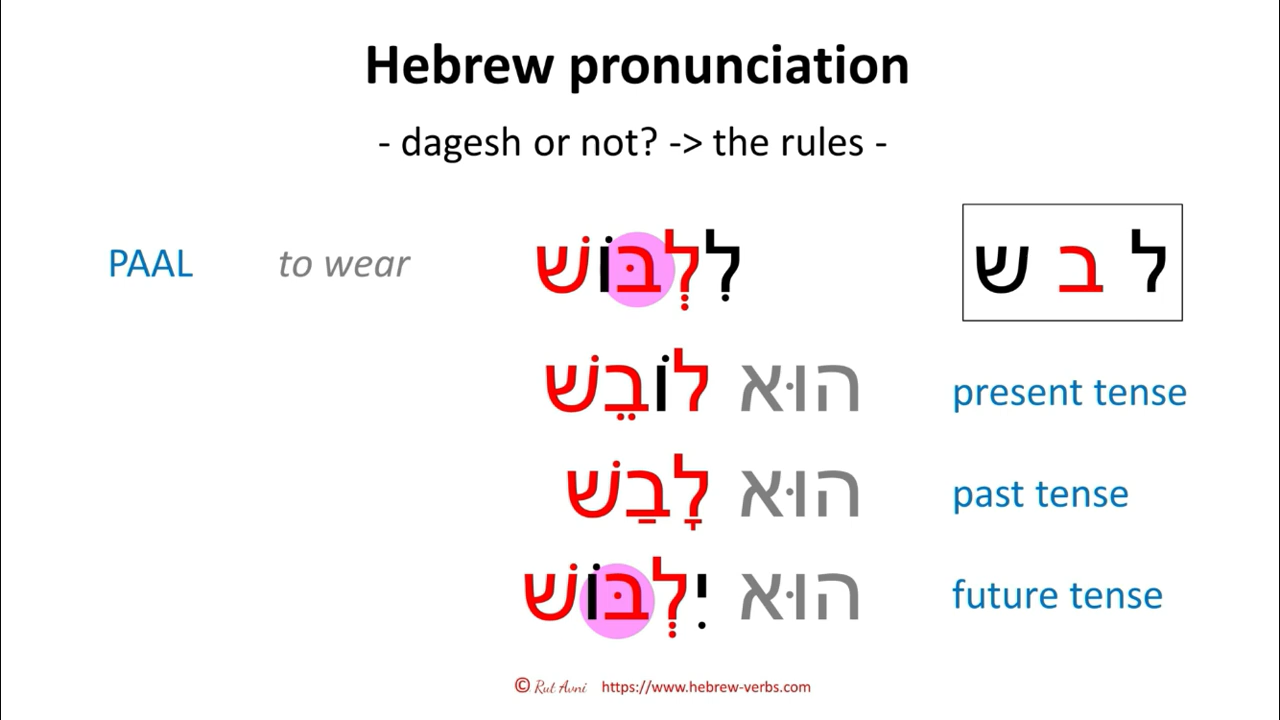 Hebrew pronunciation
- dagesh or not? -> the rules -
PAAL to wear לִלְבּוֹשׁ ל ב ש
הוּא לוֹבֵשׁ present tense
הוּא לָבַשׁ past tense
הוּא יִלְבּוֹשׁ future tense
© Rut Avni https://www.hebrew-verbs.com